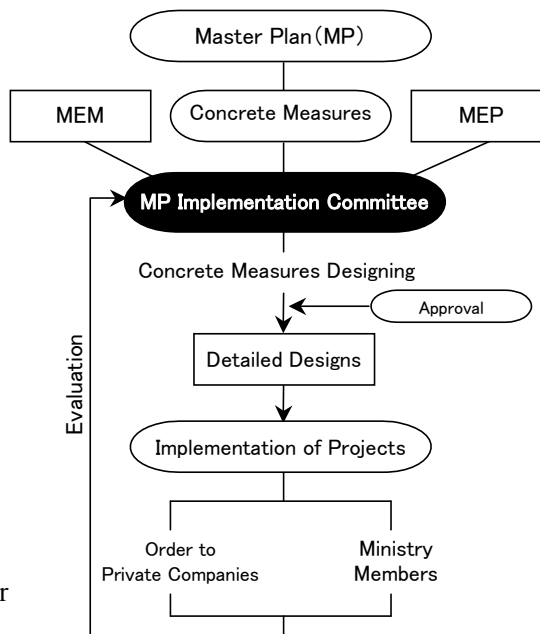 Master Plan(MP)
MEM
Concrete Measures
MEP
MP Implementation Committee
Concrete Measures Designing
Approval
Detailed Designs
Evaluation
Implementation of Projects
Order to
Private Companies
Ministry
Members
r